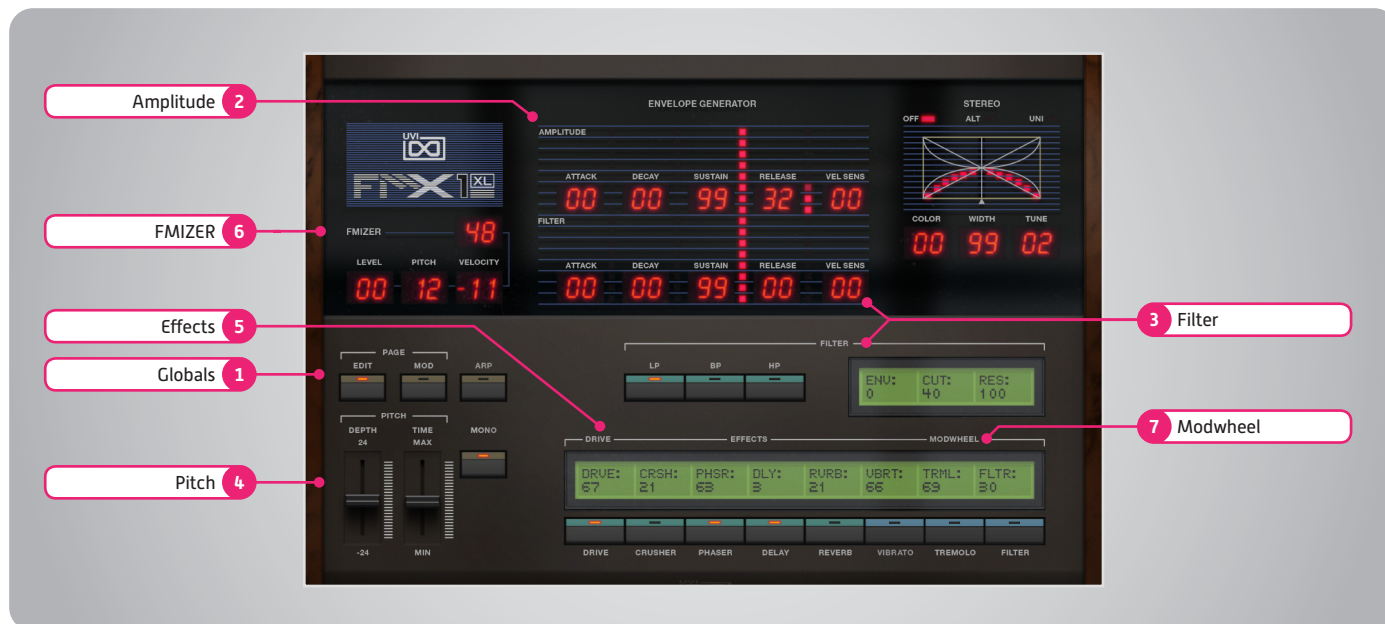 Amplitude 2
FMIZER 6
Effects 5
Globals 1
Pitch 4
3 Filter
7 Modwheel
UVI
FMX1 XL
FMIZER 48
LEVEL PITCH VELOCITY
00 12 -11
ENVELOPE GENERATOR
AMPLITUDE
ATTACK DECAY SUSTAIN RELEASE VEL SENS
00 00 99 32 00
FILTER
ATTACK DECAY SUSTAIN RELEASE VEL SENS
00 00 99 00 00
STEREO
OFF ALT UNI
COLOR WIDTH TUNE
00 99 02
PAGE
EDIT MOD ARP
PITCH
DEPTH TIME MONO
24 MAX
-24 MIN
FILTER
LP BP HP
ENV: CUT: RES:
0 40 100
DRIVE EFFECTS MODWHEEL
DRVE: CRSH: PHSR: DLY: RVRB: VBRT: TRML: FLTR:
67 21 63 3 21 66 69 30
DRIVE CRUSHER PHASER DELAY REVERB VIBRATO TREMOLO FILTER